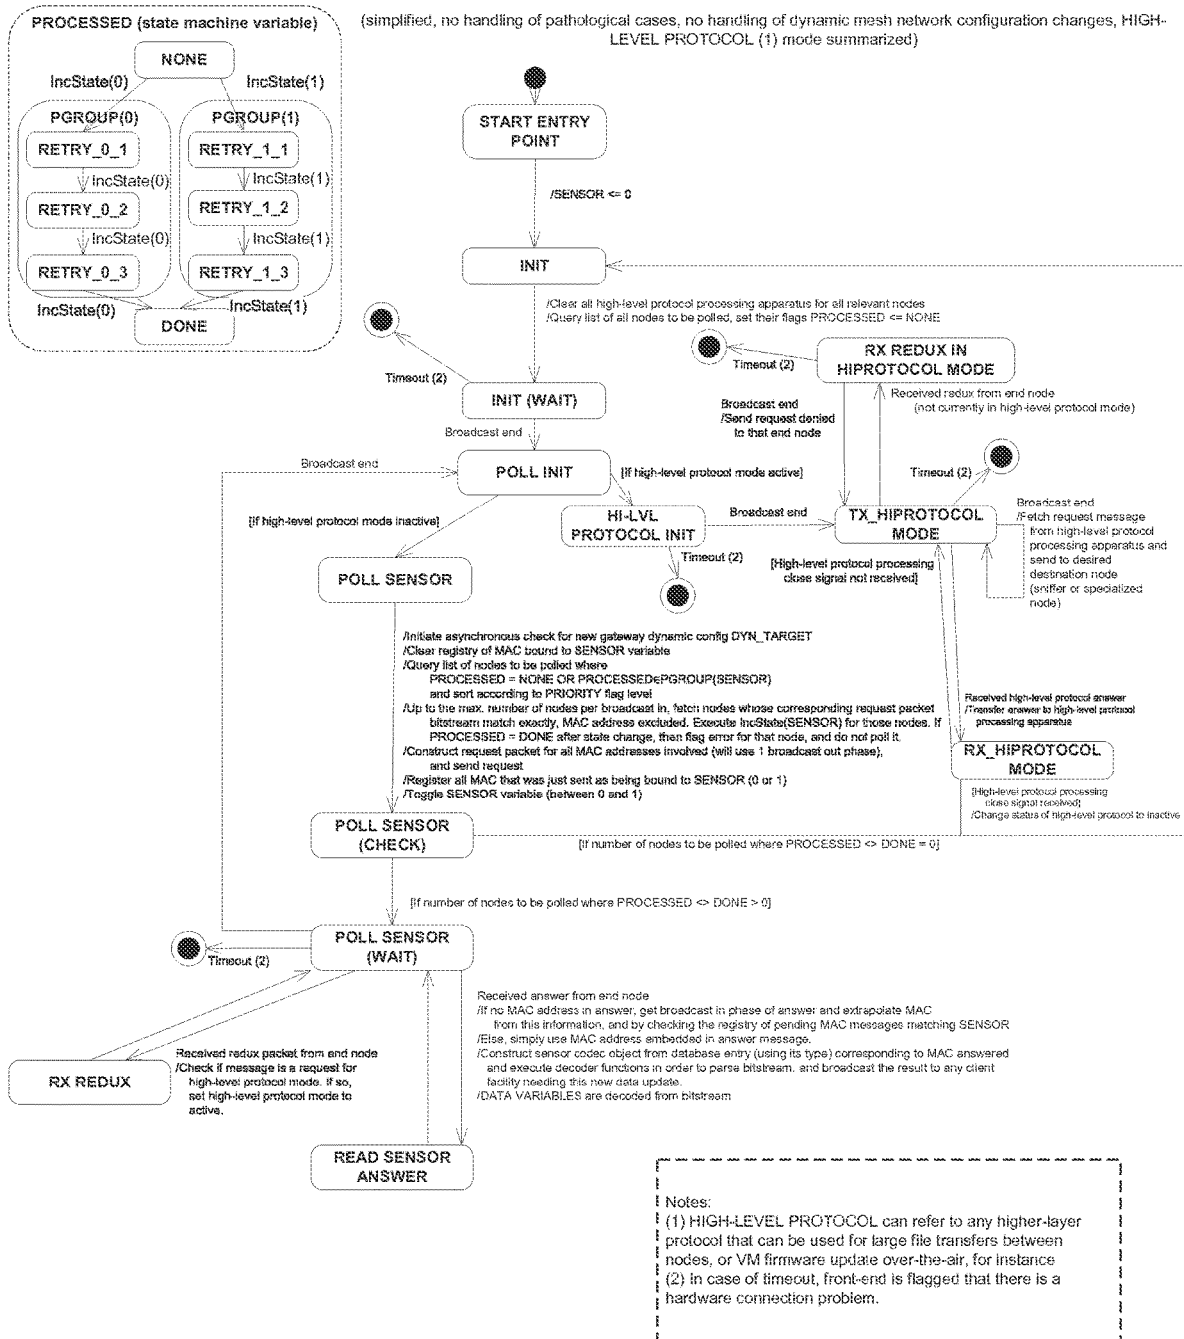 PROCESSED (state machine variable)
NONE
IncState(0)
IncState(1)
PGROUP(0)
PGROUP(1)
RETRY_0_1
RETRY_1_1
IncState(0)
IncState(1)
RETRY_0_2
RETRY_1_2
IncState(0)
IncState(1)
RETRY_0_3
RETRY_1_3
IncState(0)
IncState(1)
DONE
(simplified, no handling of pathological cases, no handling of dynamic mesh network configuration changes, HIGH-
LEVEL PROTOCOL (1) mode summarized)
START ENTRY
POINT
/SENSOR <= 0
INIT
/Clear all high-level protocol processing apparatus for all relevant nodes
/Query list of all nodes to be polled, set their flags PROCESSED <= NONE
Timeout (2)
INIT (WAIT)
Broadcast end
RX REDUX IN
HIPROTOCOL MODE
Timeout (2)
Received redux from end node
(not currently in high-level protocol mode)
Broadcast end
/Send request denied
to that end node
Broadcast end
POLL INIT
[If high-level protocol mode active]
[If high-level protocol mode inactive]
HI-LVL
PROTOCOL INIT
Broadcast end
Timeout (2)
TX_HIPROTOCOL
MODE
Timeout (2)
Broadcast end
/Fetch request message
from high-level protocol
processing apparatus and
send to desired
destination node
(sniffer or specialized
node)
[High-level protocol processing
close signal not received]
POLL SENSOR
/Initiate asynchronous check for new gateway dynamic config DYN_TARGET
/Clear registry of MAC bound to SENSOR variable
/Query list of nodes to be polled where
PROCESSED = NONE OR PROCESSED∈PGROUP(SENSOR)
and sort according to PRIORITY flag level
/Up to the max. number of nodes per broadcast in, fetch nodes whose corresponding request packet
bitstream match exactly, MAC address excluded. Execute IncState(SENSOR) for those nodes. If
PROCESSED = DONE after state change, then flag error for that node, and do not poll it.
/Construct request packet for all MAC addresses involved (will use 1 broadcast out phase),
and send request
/Register all MAC that was just sent as being bound to SENSOR (0 or 1)
/Toggle SENSOR variable (between 0 and 1)
Received high-level protocol answer
/Transfer answer to high-level protocol
processing apparatus
RX_HIPROTOCOL
MODE
[High-level protocol processing
close signal received]
/Change status of high-level protocol to inactive
POLL SENSOR
(CHECK)
[If number of nodes to be polled where PROCESSED <> DONE = 0]
[If number of nodes to be polled where PROCESSED <> DONE > 0]
POLL SENSOR
(WAIT)
Timeout (2)
Received answer from end node
/If no MAC address in answer, get broadcast in phase of answer and extrapolate MAC
from this information, and by checking the registry of pending MAC messages matching SENSOR
/Else, simply use MAC address embedded in answer message.
/Construct sensor codec object from database entry (using its type) corresponding to MAC answered
and execute decoder functions in order to parse bitstream, and broadcast the result to any client
facility needing this new data update.
/DATA VARIABLES are decoded from bitstream
RX REDUX
Received redux packet from end node
/Check if message is a request for
high-level protocol mode. If so,
set high-level protocol mode to
active.
READ SENSOR
ANSWER
Notes:
(1) HIGH-LEVEL PROTOCOL can refer to any higher-layer
protocol that can be used for large file transfers between
nodes, or VM firmware update over-the-air, for instance
(2) in case of timeout, front-end is flagged that there is a
hardware connection problem.